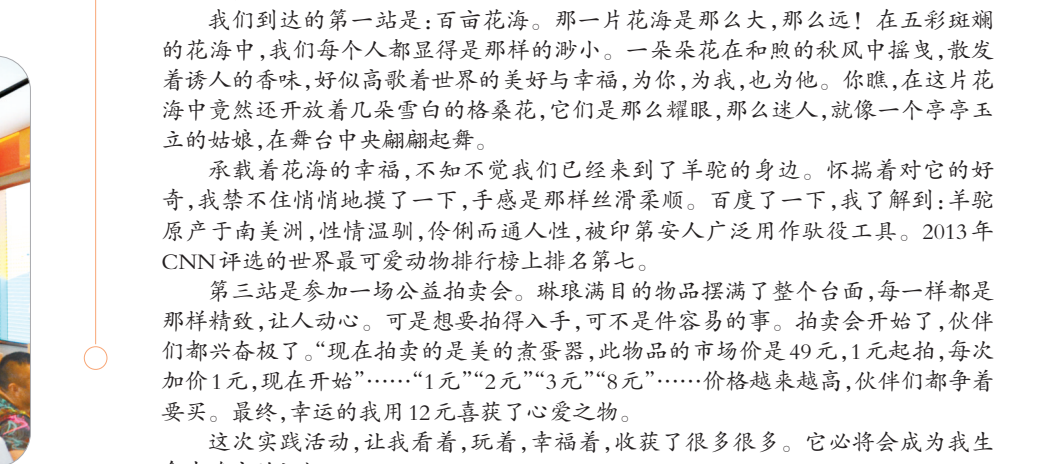 我们到达的第一站是：百亩花海。那一片花海是那么大，那么远！在五彩斑斓
的花海中，我们每个人都显得是那样的渺小。一朵朵花在和煦的秋风中摇曳，散发
着诱人的香味，好似高歌着世界的美好与幸福，为你，为我，也为他。你瞧，在这片花
海中竟然还开放着几朵雪白的格桑花，它们是那么耀眼，那么迷人，就像一个亭亭玉
立的姑娘，在舞台中央翩翩起舞。
承载着花海的幸福，不知不觉我们已经来到了羊驼的身边。怀揣着对它的好
奇，我禁不住悄悄地摸了一下，手感是那样丝滑柔顺。百度了一下，我了解到：羊驼
原产于南美洲，性情温驯，伶俐而通人性，被印第安人广泛用作驮役工具。2013年
CNN评选的世界最可爱动物排行榜上排名第七。
第三站是参加一场公益拍卖会。琳琅满目的物品摆满了整个台面，每一样都是
那样精致，让人动心。可是想要拍得入手，可不是件容易的事。拍卖会开始了，伙伴
们都兴奋极了。“现在拍卖的是美的煮蛋器，此物品的市场价是49元，1元起拍，每次
加价1元，现在开始”……“1元”“2元”“3元”“8元”……价格越来越高，伙伴们都争着
要买。最终，幸运的我用12元喜获了心爱之物。
这次实践活动，让我看着，玩着，幸福着，收获了很多很多。它必将会成为我生